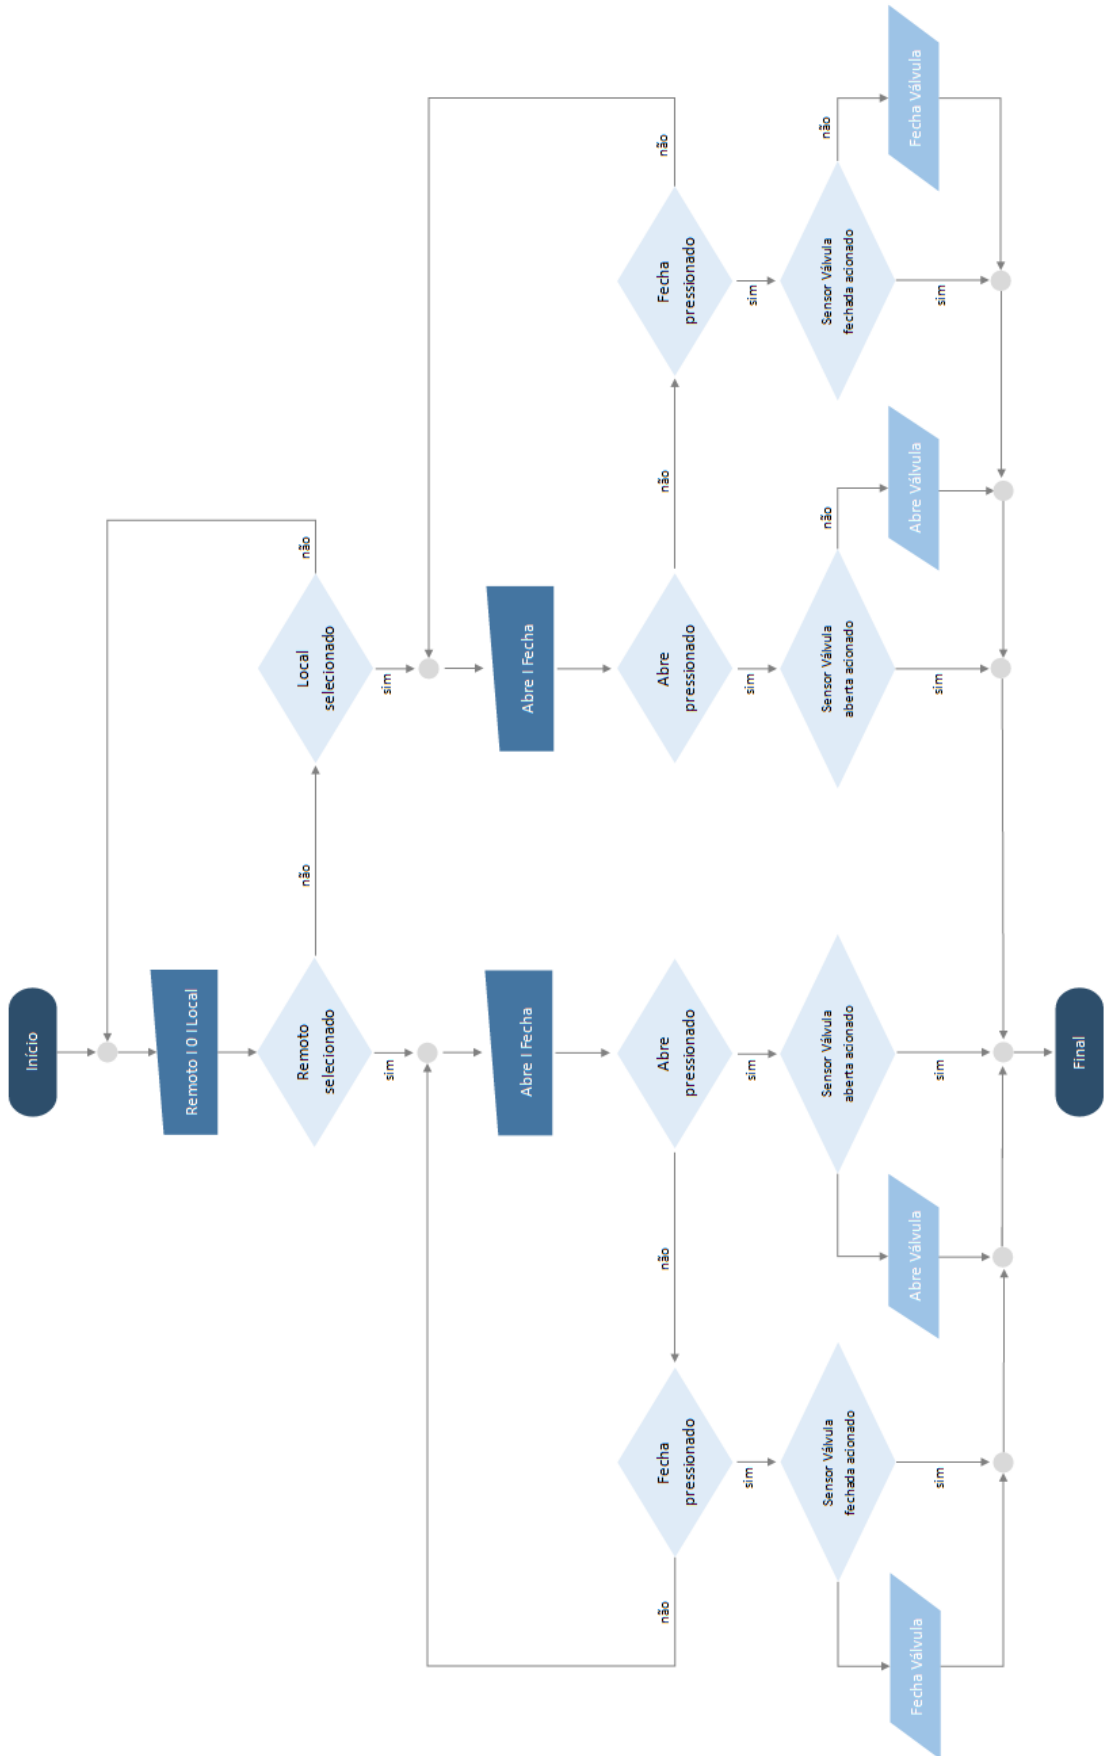 Início
Remoto I 0 I Local
Remoto
selecionado
não
Local
selecionado
não
sim
sim
Abre I Fecha
Abre I Fecha
não
Fecha
pressionado
não
Abre
pressionado
Abre
pressionado
não
Fecha
pressionado
não
sim
sim
sim
sim
Sensor Válvula
fechada acionado
Sensor Válvula
aberta acionado
Sensor Válvula
aberta acionado
não
Sensor Válvula
fechada acionado
não
Fecha Válvula
sim
Abre Válvula
sim
sim
Abre Válvula
sim
Fecha Válvula
Final